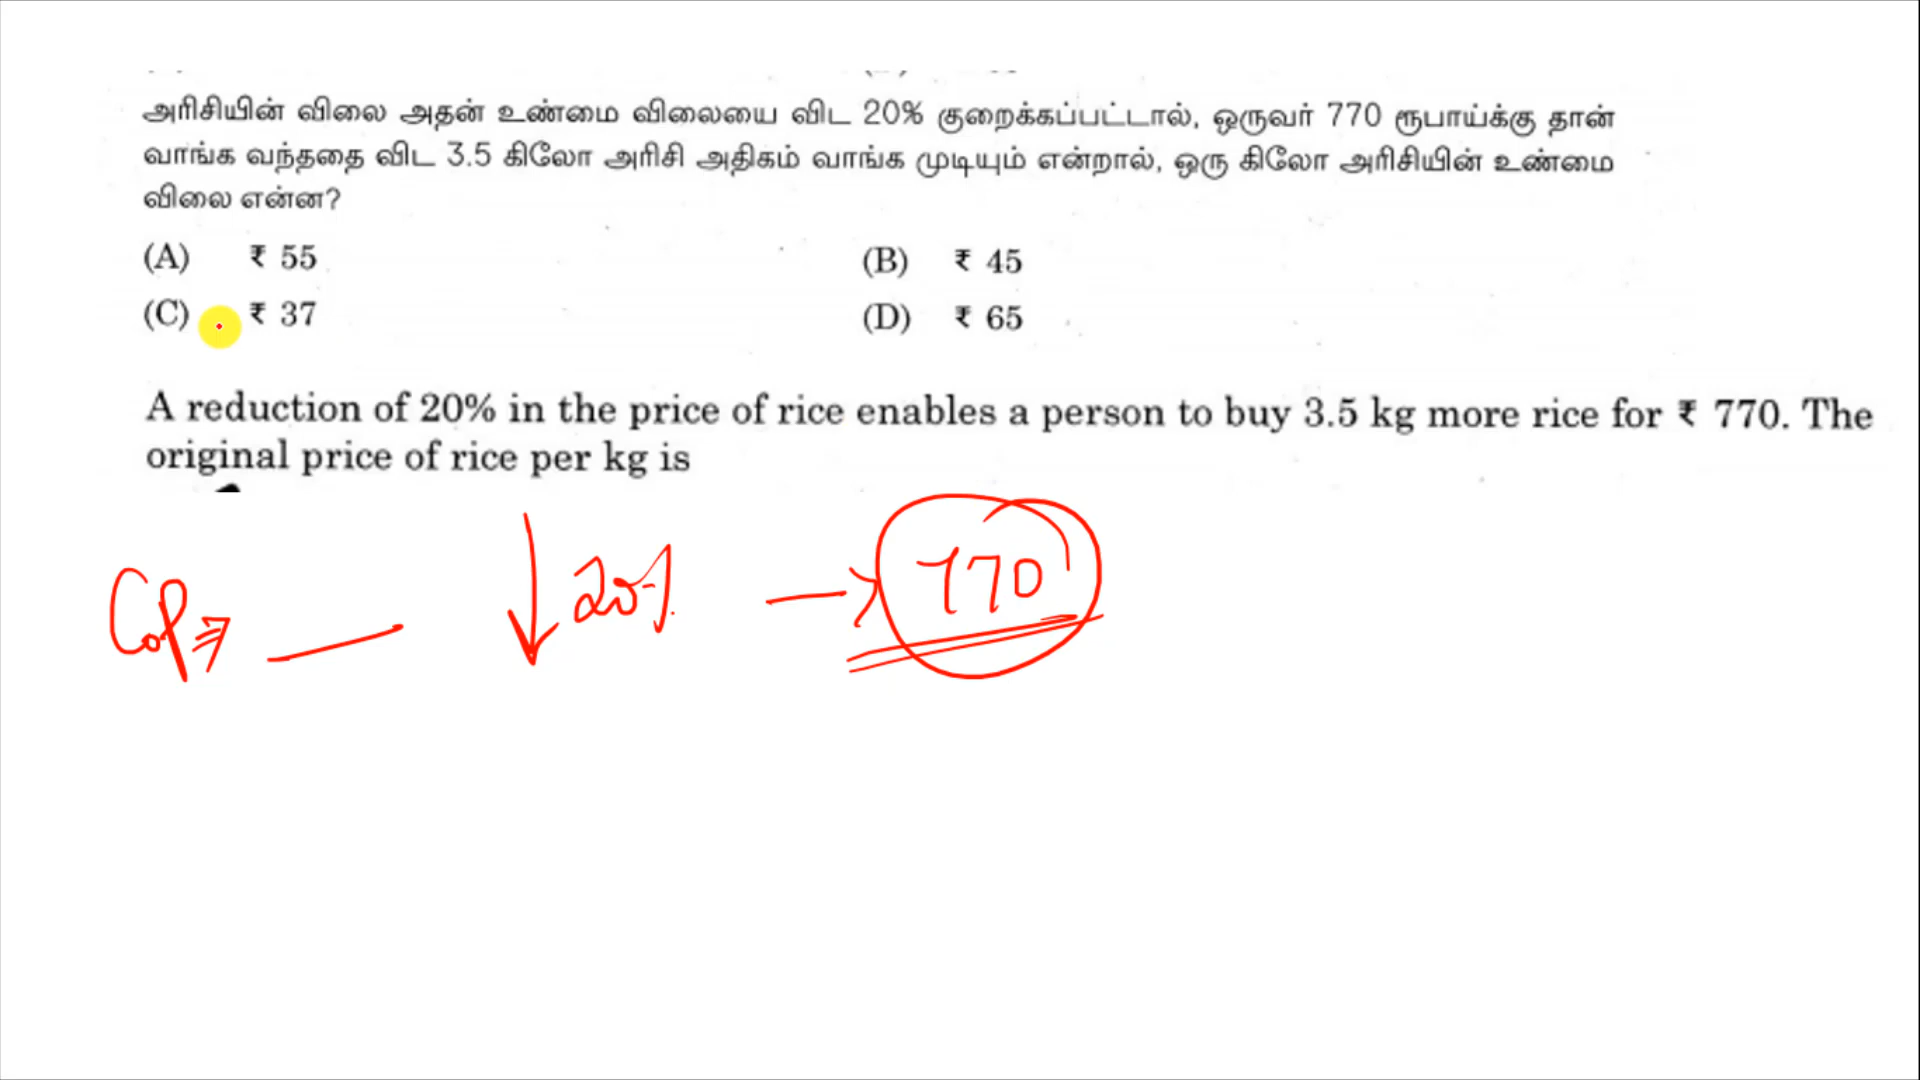 அரிசியின் விலை அதன் உண்மை விலையை விட 20% குறைக்கப்பட்டால், ஒருவர் 770 ரூபாய்க்கு தான்
வாங்க வந்ததை விட 3.5 கிலோ அரிசி அதிகம் வாங்க முடியும் என்றால், ஒரு கிலோ அரிசியின் உண்மை
விலை என்ன?
(A) ₹ 55 (B) ₹ 45
(C) ₹ 37 (D) ₹ 65
A reduction of 20% in the price of rice enables a person to buy 3.5 kg more rice for ₹ 770. The
original price of rice per kg is
20% 770